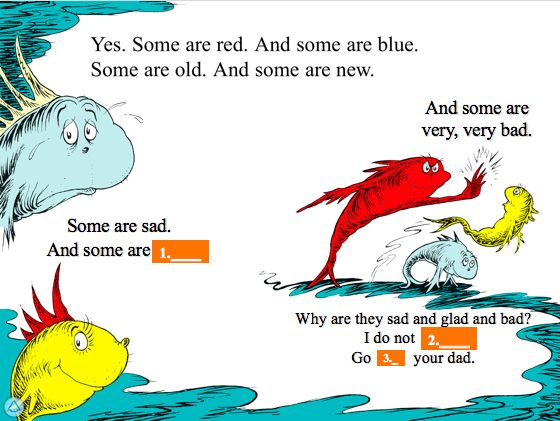 Yes. Some are red. And some are blue.
Some are old. And some are new.
And some are
very, very bad.
Some are sad.
And some are 1.____
Why are they sad and glad and bad?
I do not 2.____
Go 3._ your dad.